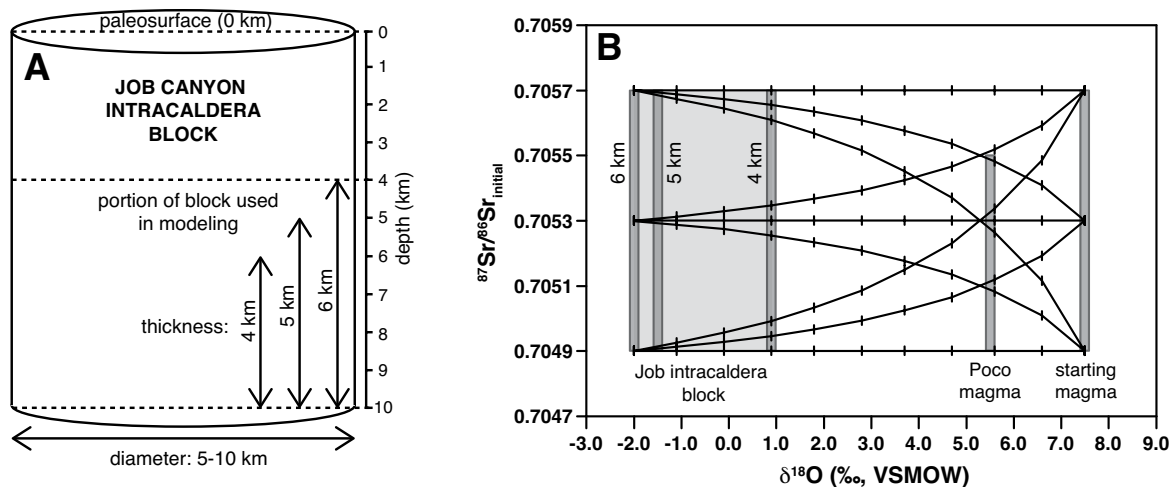 paleosurface (0 km)
A
JOB CANYON
INTRACALDERA
BLOCK
portion of block used
in modeling
thickness:
4 km
5 km
6 km
diameter: 5-10 km
0
1
2
3
4
5
6
7
8
9
10
depth (km)
B
⁸⁷Sr/⁸⁶Sr initial
0.7059
0.7057
0.7055
0.7053
0.7051
0.7049
0.7047
6 km
5 km
4 km
Job intracaldera
block
Poco
magma
starting
magma
-3.0 -2.0 -1.0 0.0 1.0 2.0 3.0 4.0 5.0 6.0 7.0 8.0 9.0
δ¹⁸O (‰, VSMOW)